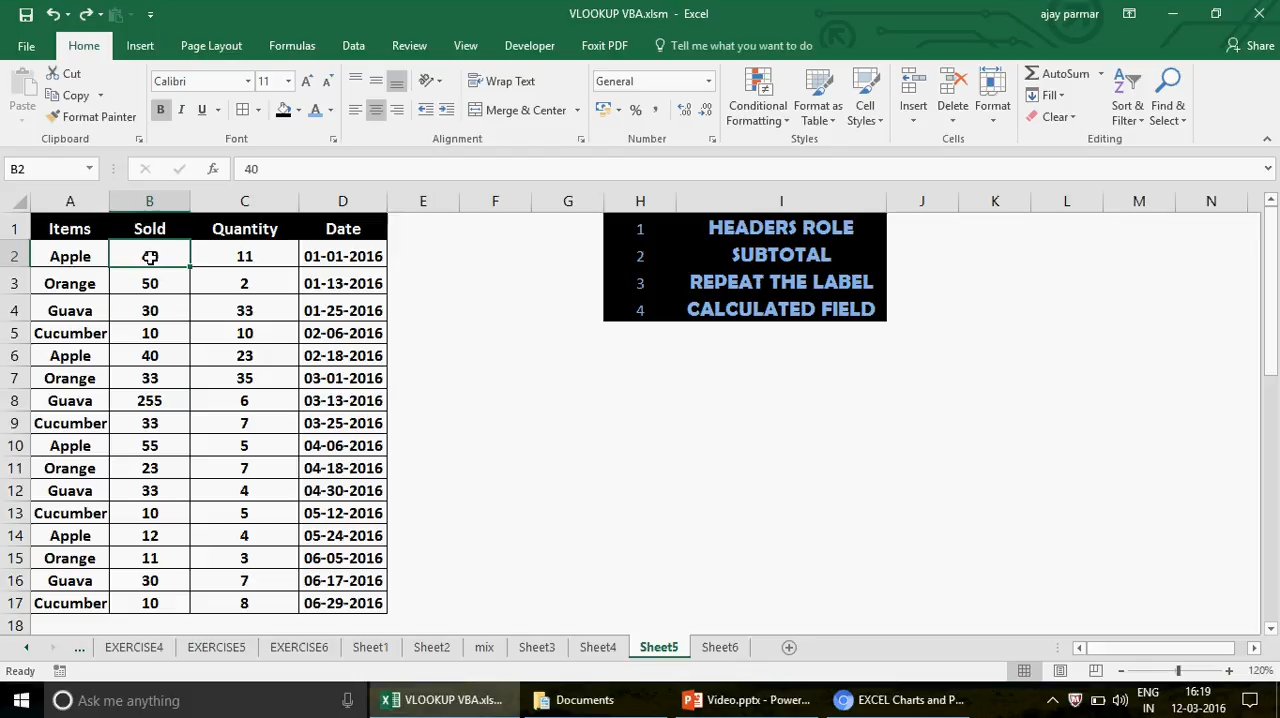 VLOOKUP VBA.xlsm - Excel
ajay parmar
File Home Insert Page Layout Formulas Data Review View Developer Foxit PDF Tell me what you want to do Share
Paste
Cut
Copy
Format Painter
Clipboard
Calibri 11
B I U
Font
Wrap Text
Merge & Center
Alignment
General
Number
Conditional Formatting
Format as Table
Cell Styles
Styles
Insert Delete Format
Cells
AutoSum
Fill
Clear
Sort & Filter
Find & Select
Editing
B2 fx 40
A B C D E F G H I J K L M N
1 Items Sold Quantity Date 1 HEADERS ROLE
2 Apple 11 01-01-2016 2 SUBTOTAL
3 Orange 50 2 01-13-2016 3 REPEAT THE LABEL
4 Guava 30 33 01-25-2016 4 CALCULATED FIELD
5 Cucumber 10 10 02-06-2016
6 Apple 40 23 02-18-2016
7 Orange 33 35 03-01-2016
8 Guava 255 6 03-13-2016
9 Cucumber 33 7 03-25-2016
10 Apple 55 5 04-06-2016
11 Orange 23 7 04-18-2016
12 Guava 33 4 04-30-2016
13 Cucumber 10 5 05-12-2016
14 Apple 12 4 05-24-2016
15 Orange 11 3 06-05-2016
16 Guava 30 7 06-17-2016
17 Cucumber 10 8 06-29-2016
18
... EXERCISE4 EXERCISE5 EXERCISE6 Sheet1 Sheet2 mix Sheet3 Sheet4 Sheet5 Sheet6
Ready 120%
Ask me anything
VLOOKUP VBA.xls...
Documents
Video.pptx - Power...
EXCEL Charts and P...
ENG
IN
16:19
12-03-2016